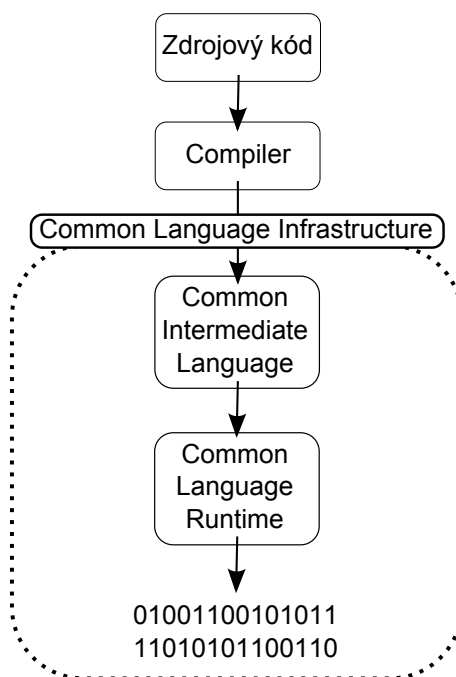 Zdrojový kód
Compiler
Common Language Infrastructure
Common
Intermediate
Language
Common
Language
Runtime
01001100101011
11010101100110